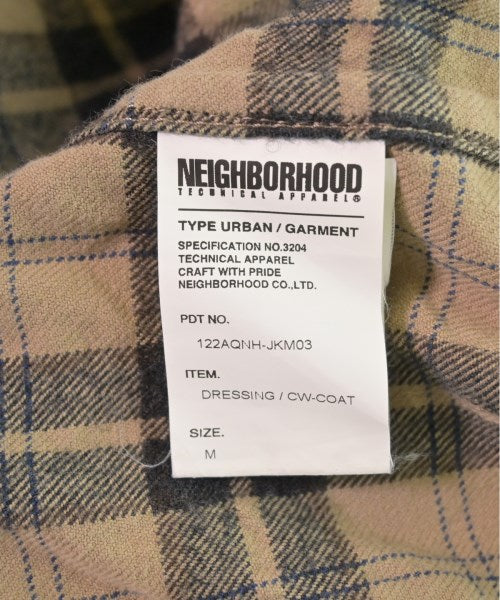 NEIGHBORHOOD
TECHNICAL APPAREL®
TYPE URBAN / GARMENT
SPECIFICATION NO.3204
TECHNICAL APPAREL
CRAFT WITH PRIDE
NEIGHBORHOOD CO.,LTD.
PDT NO.
122AQNH-JKM03
ITEM.
DRESSING / CW-COAT
SIZE.
M